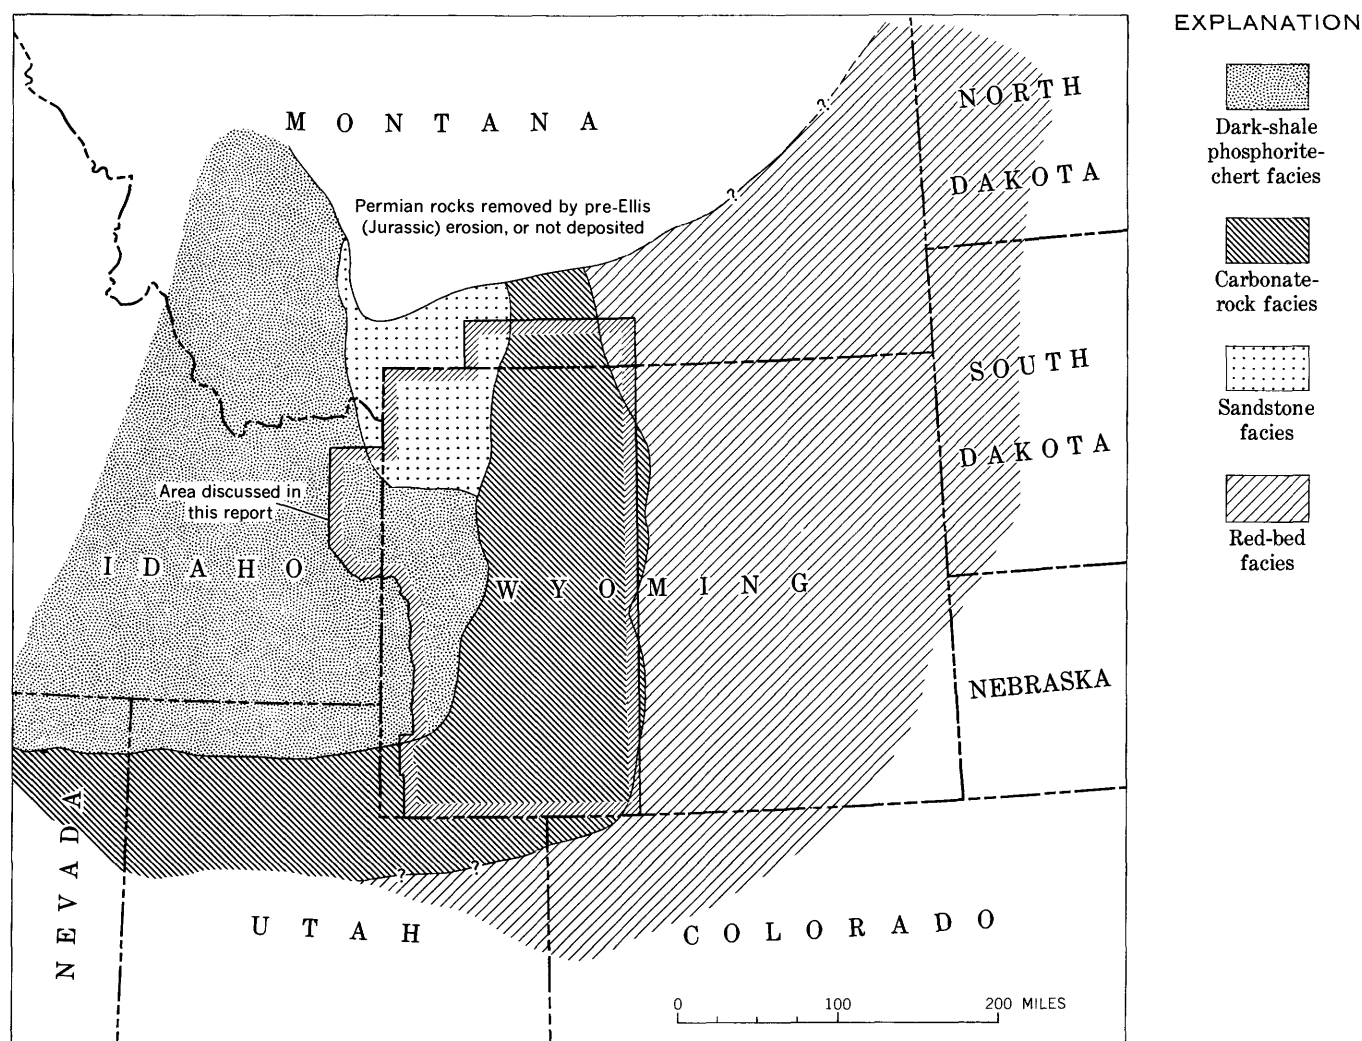 EXPLANATION
Dark-shale
phosphorite-
chert facies
Carbonate-
rock facies
Sandstone
facies
Red-bed
facies
MONTANA
NORTH
DAKOTA
?
?
Permian rocks removed by pre-Ellis
(Jurassic) erosion, or not deposited
SOUTH
DAKOTA
Area discussed in
this report
IDAHO
WYOMING
NEBRASKA
NEVADA
?
?
UTAH
COLORADO
0 100 200 MILES